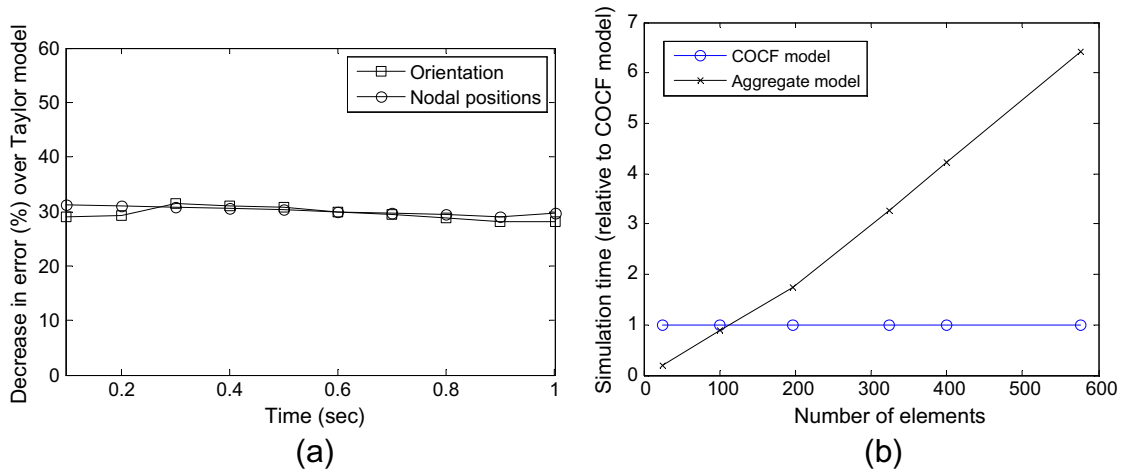 60
50
40
30
20
10
0
0.2
0.4
0.6
0.8
1
Decrease in error (%) over Taylor model
Time (sec)
Orientation
Nodal positions
(a)
7
6
5
4
3
2
1
0
0
100
200
300
400
500
600
Simulation time (relative to COCF model)
Number of elements
COCF model
Aggregate model
(b)